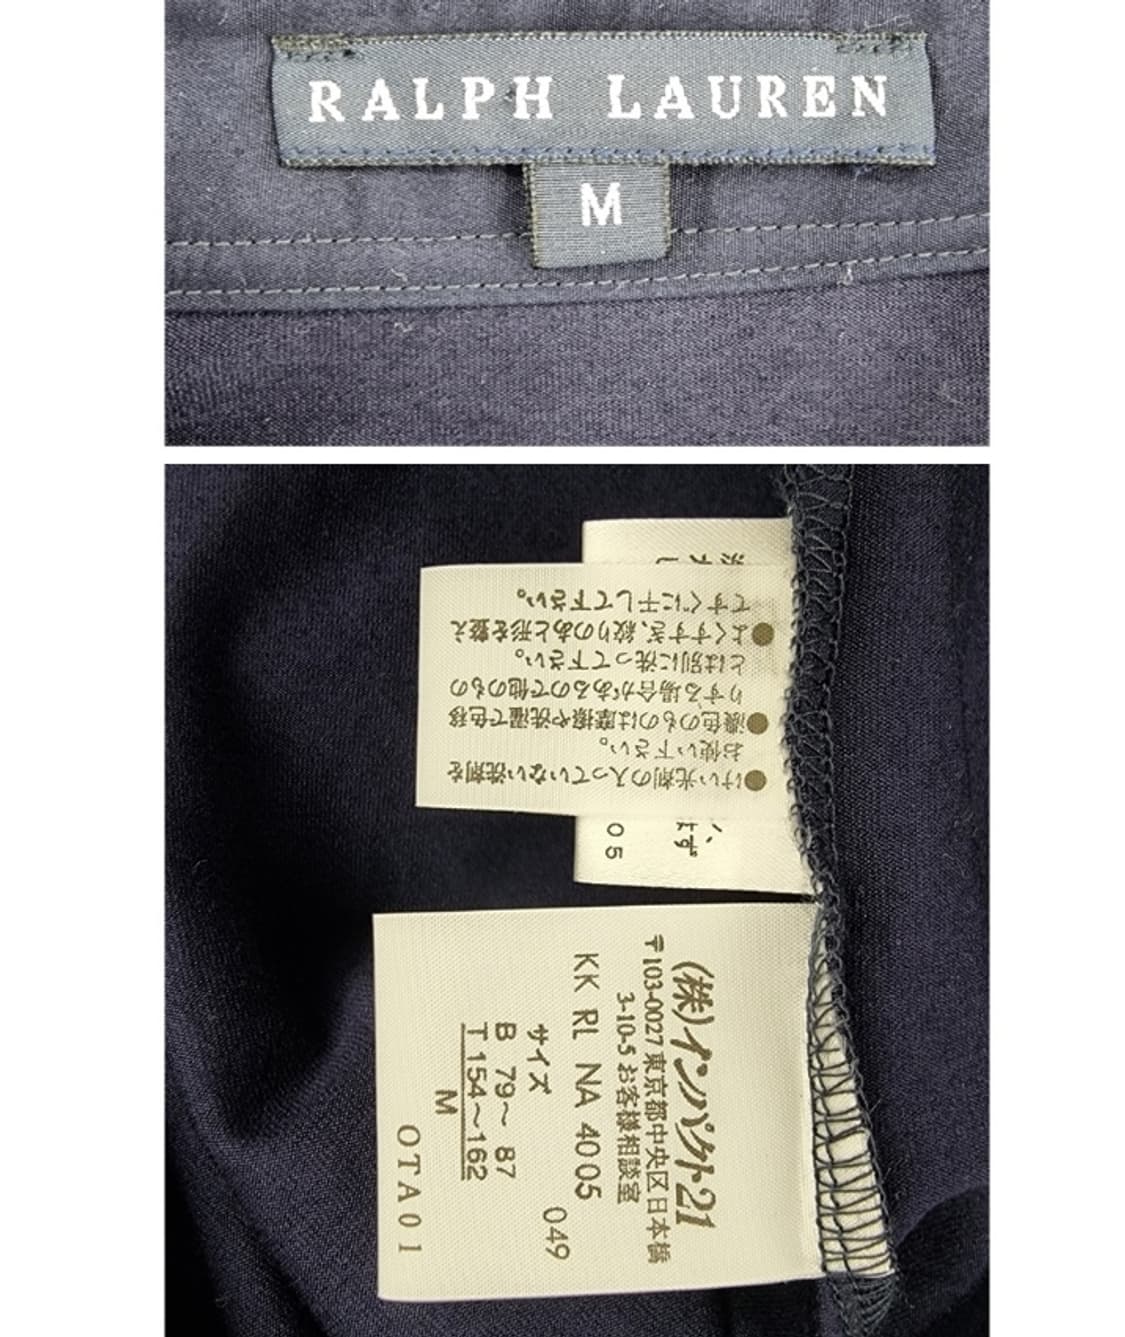 RALPH LAUREN
M
●けい光剤の入っていない洗剤を
お使い下さい。
●濃色のものは摩擦や洗濯で色移
りする場合があるので他のもの
とは別に洗って下さい。
●よくすすぎ、絞りのあと形を整え
てすぐに干して下さい。
ます
05
(株)インパクト21
〒103-0027 東京都中央区日本橋
3-10-5 お客様相談室
KK RL NA 4005
049
サイズ
B 79～ 87
T 154～162
M
OTA01